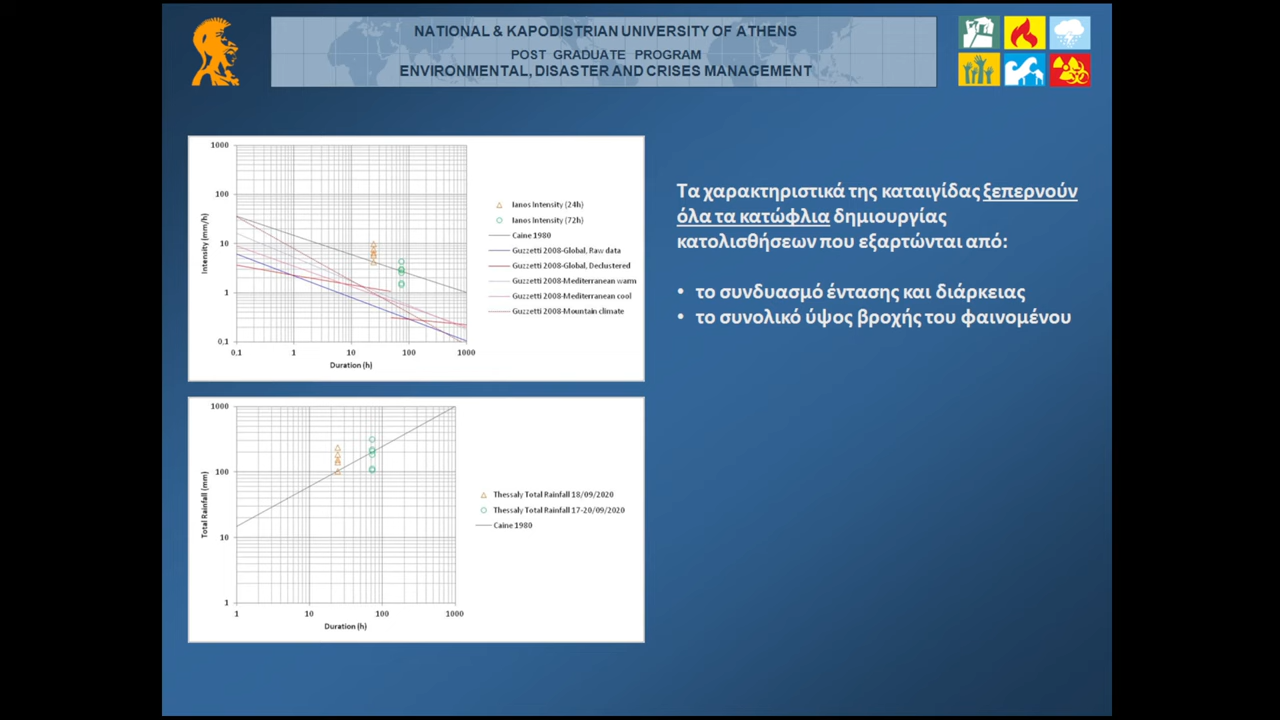 NATIONAL & KAPODISTRIAN UNIVERSITY OF ATHENS
POST GRADUATE PROGRAM
ENVIRONMENTAL, DISASTER AND CRISES MANAGEMENT
1000
100
10
1
0,1
Intensity (mm/h)
0.1 1 10 100 1000
Duration (h)
Ianos Intensity (24h)
Ianos Intensity (72h)
Caine 1980
Guzzetti 2008-Global, Raw data
Guzzetti 2008-Global, Declustered
Guzzetti 2008-Mediterranean warm
Guzzetti 2008-Mediterranean cool
Guzzetti 2008-Mountain climate
Τα χαρακτηριστικά της καταιγίδας ξεπερνούν
όλα τα κατώφλια δημιουργίας
κατολισθήσεων που εξαρτώνται από:
• το συνδυασμό έντασης και διάρκειας
• το συνολικό ύψος βροχής του φαινομένου
1000
100
10
1
Total Rainfall (mm)
1 10 100 1000
Duration (h)
Thessaly Total Rainfall 18/09/2020
Thessaly Total Rainfall 17-20/09/2020
Caine 1980